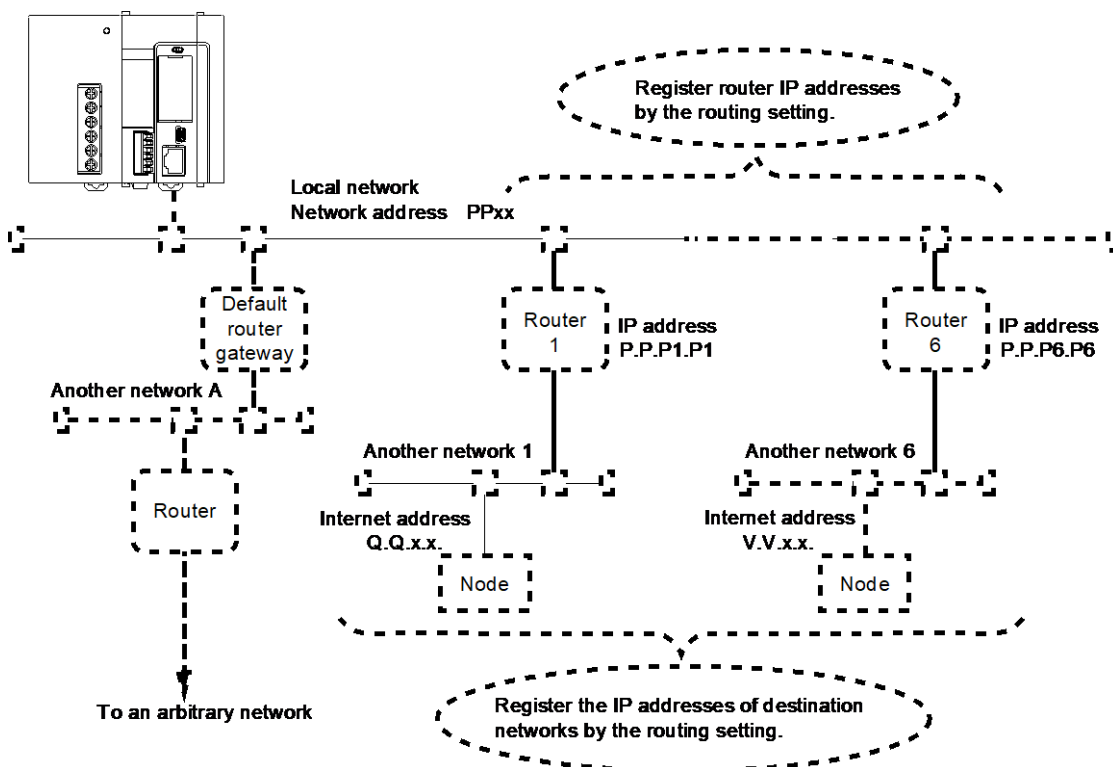 Register router IP addresses
by the routing setting.
Local network
Network address PPxx
Default
router
gateway
Router
1
IP address
P.P.P1.P1
Router
6
IP address
P.P.P6.P6
Another network A
Another network 1
Another network 6
Router
Internet address
Q.Q.x.x.
Internet address
V.V.x.x.
Node
Node
To an arbitrary network
Register the IP addresses of destination
networks by the routing setting.